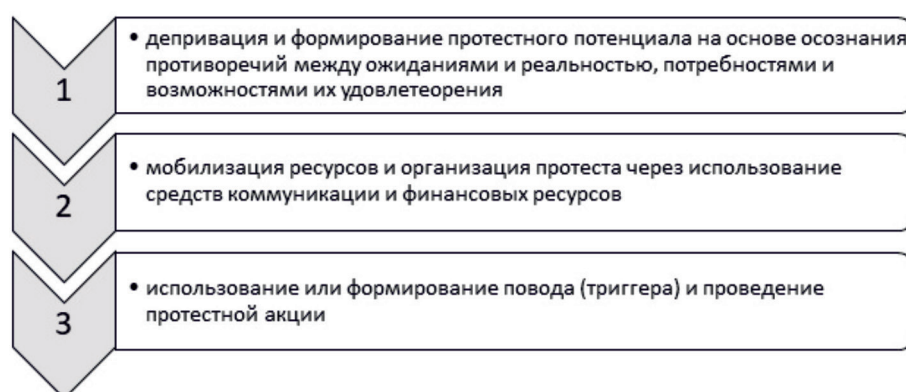 1
• депривация и формирование протестного потенциала на основе осознания
противоречий между ожиданиями и реальностью, потребностями и
возможностями их удовлетеорения
2
• мобилизация ресурсов и организация протеста через использование
средств коммуникации и финансовых ресурсов
3
• использование или формирование повода (триггера) и проведение
протестной акции